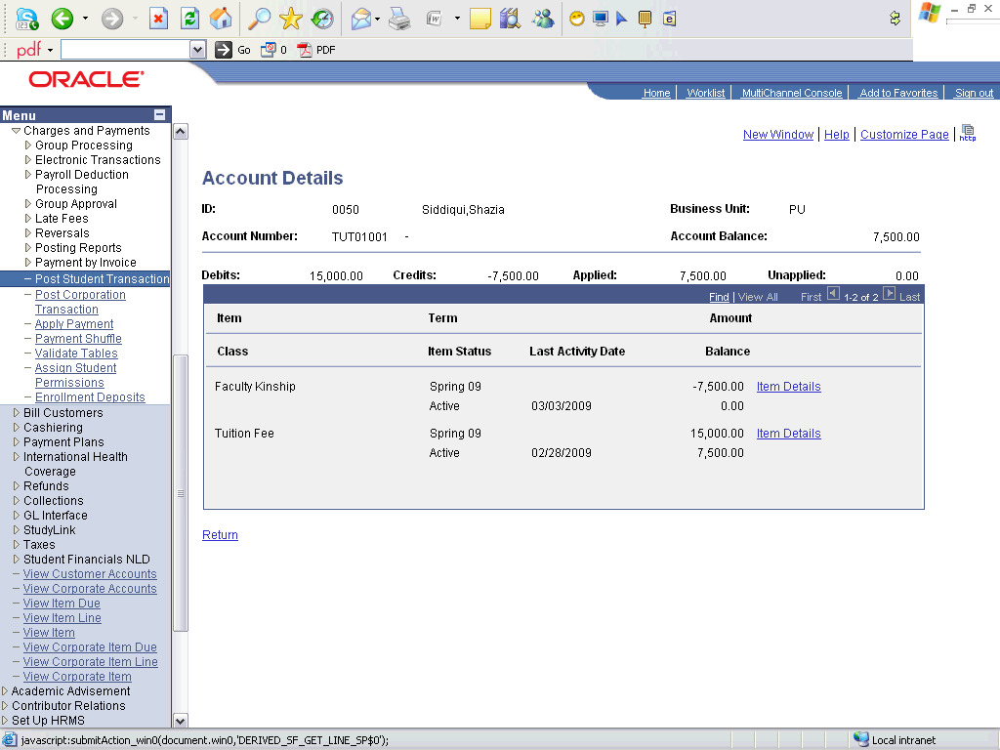 pdf Go 0 PDF
ORACLE®
Home Worklist MultiChannel Console Add to Favorites Sign out
Menu
Charges and Payments
Group Processing
Electronic Transactions
Payroll Deduction
Processing
Group Approval
Late Fees
Reversals
Posting Reports
Payment by Invoice
– Post Student Transaction
– Post Corporation
Transaction
– Apply Payment
– Payment Shuffle
– Validate Tables
– Assign Student
Permissions
– Enrollment Deposits
Bill Customers
Cashiering
Payment Plans
International Health
Coverage
Refunds
Collections
GL Interface
StudyLink
Taxes
Student Financials NLD
– View Customer Accounts
– View Corporate Accounts
– View Item Due
– View Item Line
– View Item
– View Corporate Item Due
– View Corporate Item Line
– View Corporate Item
Academic Advisement
Contributor Relations
Set Up HRMS
New Window | Help | Customize Page | http
Account Details
ID: 0050 Siddiqui,Shazia Business Unit: PU
Account Number: TUT01001 - Account Balance: 7,500.00
Debits: 15,000.00 Credits: -7,500.00 Applied: 7,500.00 Unapplied: 0.00
Find | View All First 1-2 of 2 Last
Item Term Amount
Class Item Status Last Activity Date Balance
Faculty Kinship Spring 09 -7,500.00 Item Details
Active 03/03/2009 0.00
Tuition Fee Spring 09 15,000.00 Item Details
Active 02/28/2009 7,500.00
Return
javascript:submitAction_win0(document.win0,'DERIVED_SF_GET_LINE_SP$0'); Local intranet